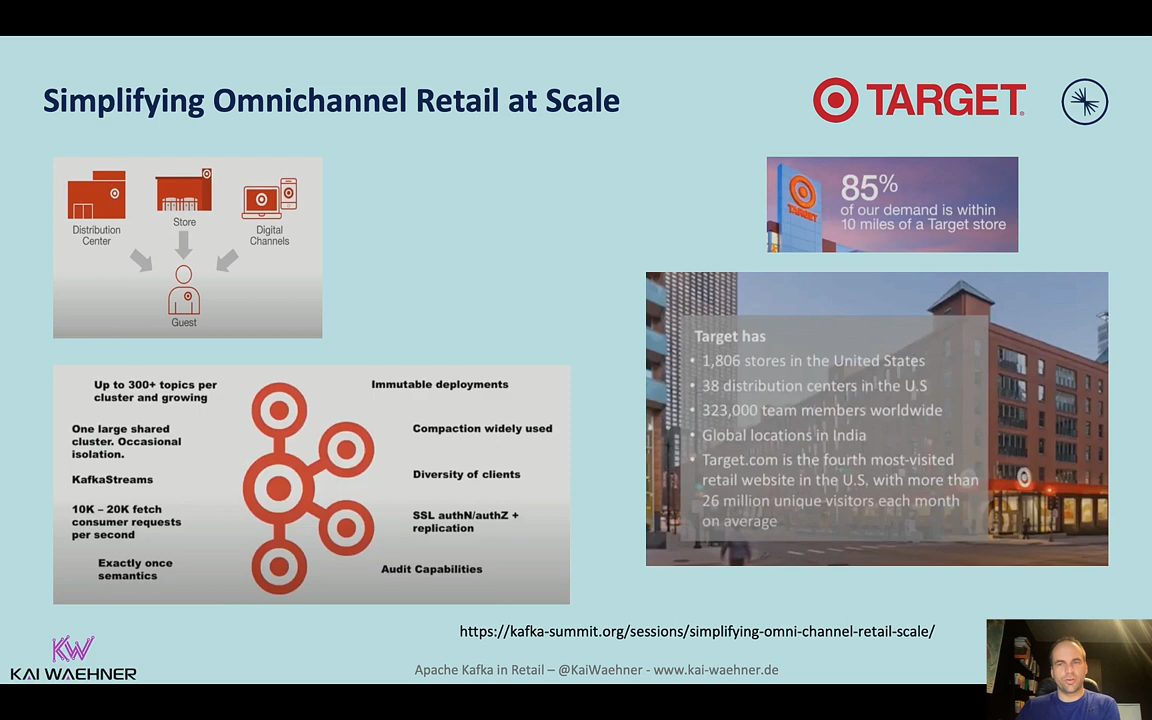 Simplifying Omnichannel Retail at Scale
TARGET
Distribution
Center
Store
Digital
Channels
Guest
TARGET
85%
of our demand is within
10 miles of a Target store
Up to 300+ topics per
cluster and growing
One large shared
cluster. Occasional
isolation.
KafkaStreams
10K – 20K fetch
consumer requests
per second
Exactly once
semantics
Immutable deployments
Compaction widely used
Diversity of clients
SSL authN/authZ +
replication
Audit Capabilities
Target has
• 1,806 stores in the United States
• 38 distribution centers in the U.S
• 323,000 team members worldwide
• Global locations in India
• Target.com is the fourth most-visited
retail website in the U.S. with more than
26 million unique visitors each month
on average
https://kafka-summit.org/sessions/simplifying-omni-channel-retail-scale/
KW
KAI WAEHNER
Apache Kafka in Retail – @KaiWaehner - www.kai-waehner.de